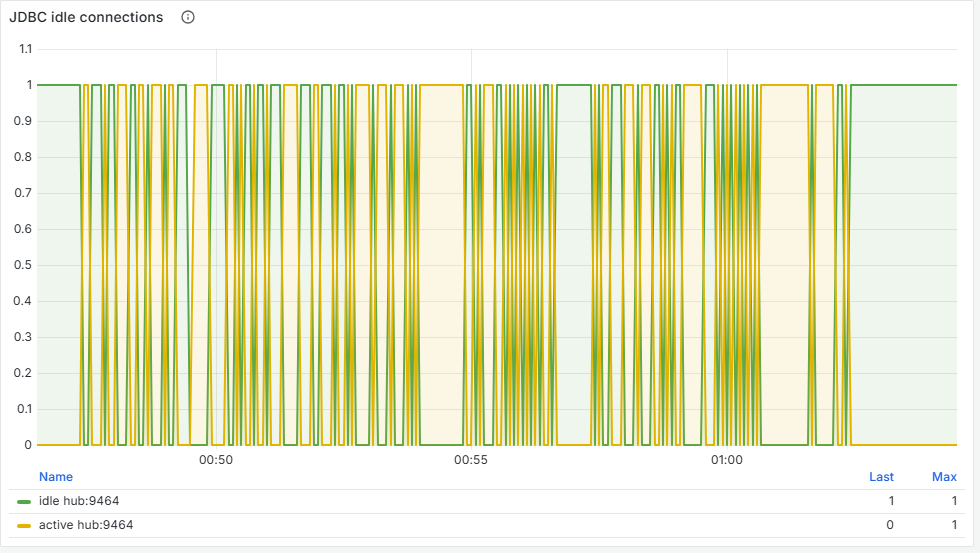 JDBC idle connections
1.1
1
0.9
0.8
0.7
0.6
0.5
0.4
0.3
0.2
0.1
0
00:50 00:55 01:00
Name Last Max
idle hub:9464 1 1
active hub:9464 0 1